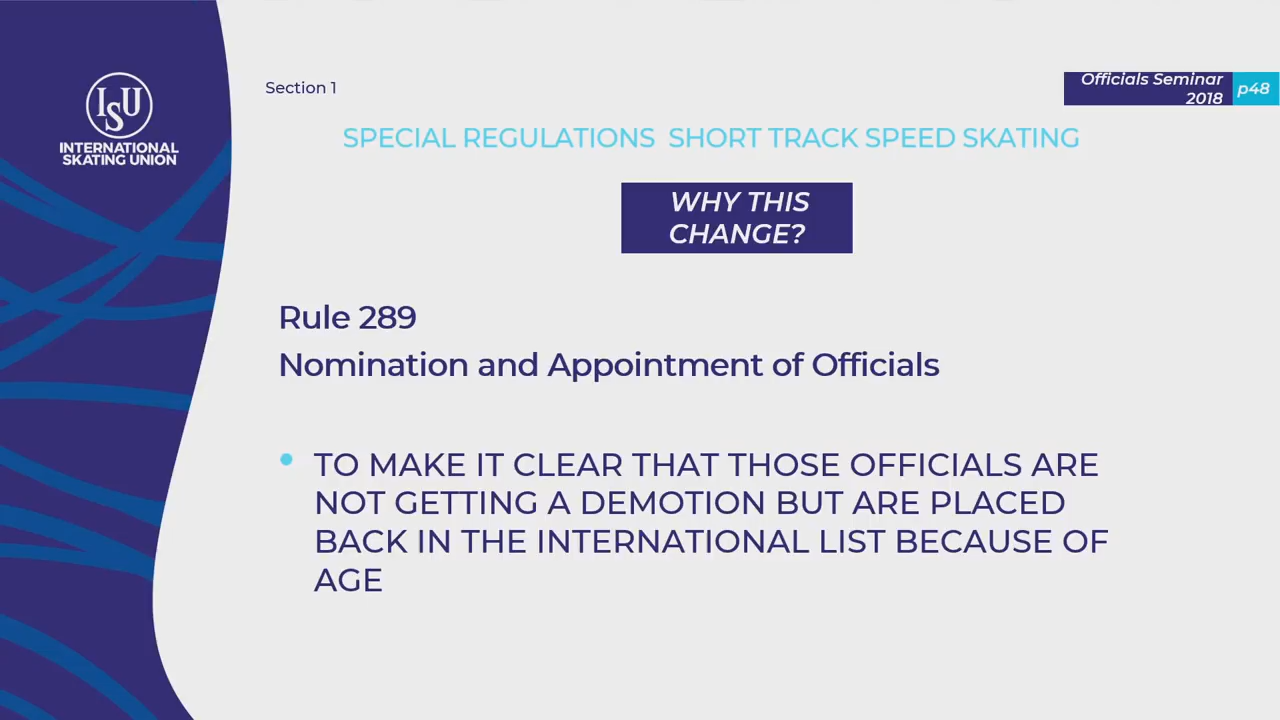 ISU
INTERNATIONAL
SKATING UNION
Section 1
Officials Seminar
2018
p48
SPECIAL REGULATIONS SHORT TRACK SPEED SKATING
WHY THIS
CHANGE?
Rule 289
Nomination and Appointment of Officials
• TO MAKE IT CLEAR THAT THOSE OFFICIALS ARE
NOT GETTING A DEMOTION BUT ARE PLACED
BACK IN THE INTERNATIONAL LIST BECAUSE OF
AGE